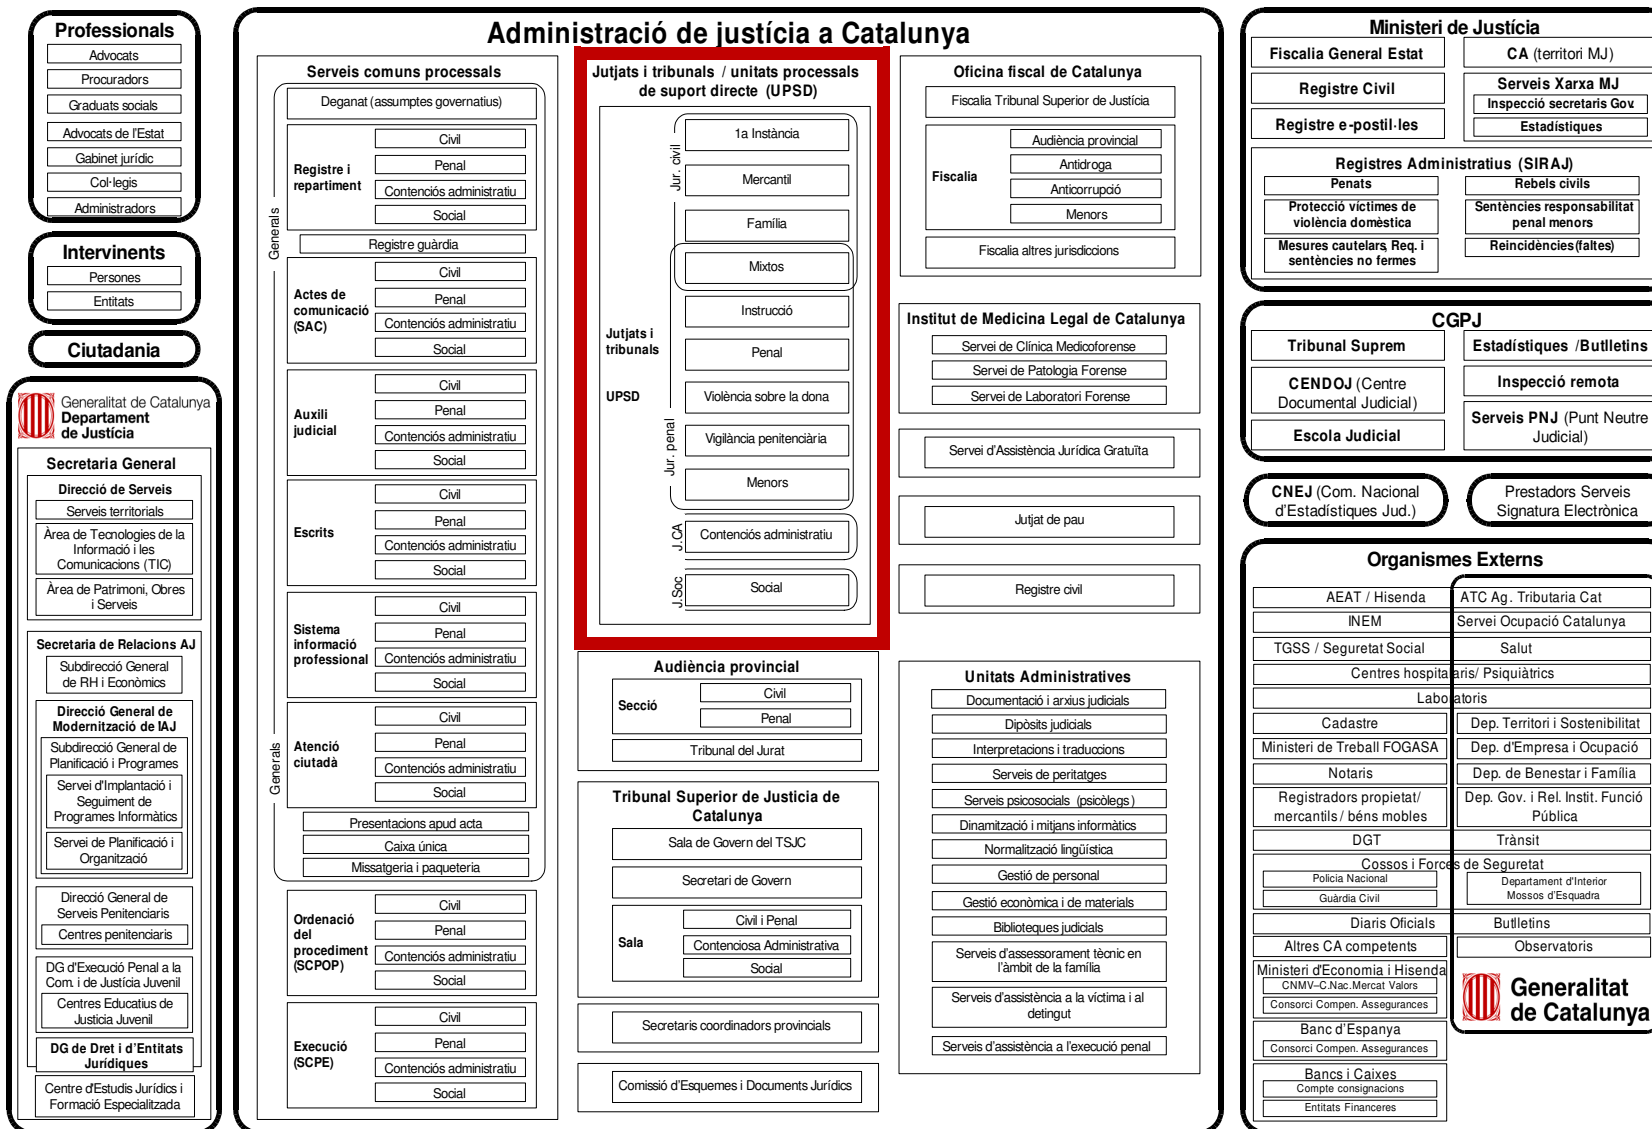 Professionals
Advocats
Procuradors
Graduats socials
Advocats de l'Estat
Gabinet jurídic
Col·legis
Administradors
Intervinents
Persones
Entitats
Ciutadania
Generalitat de Catalunya
Departament
de Justícia
Secretaria General
Direcció de Serveis
Serveis territorials
Àrea de Tecnologies de la
Informació i les
Comunicacions (TIC)
Àrea de Patrimoni, Obres
i Serveis
Secretaria de Relacions AJ
Subdirecció General
de RH i Econòmics
Direcció General de
Modernització de lAJ
Subdirecció General de
Planificació i Programes
Servei d'Implantació i
Seguiment de
Programes Informàtics
Servei de Planificació i
Organització
Direcció General de
Serveis Penitenciaris
Centres penitenciaris
DG d'Execució Penal a la
Com. i de Justícia Juvenil
Centres Educatius de
Justicia Juvenil
DG de Dret i d'Entitats
Jurídiques
Centre d'Estudis Jurídics i
Formació Especialitzada
Administració de justícia a Catalunya
Serveis comuns processals
Generals
Deganat (assumptes governatius)
Registre i
repartiment
Civil
Penal
Contenciós administratiu
Social
Registre guàrdia
Actes de
comunicació
(SAC)
Civil
Penal
Contenciós administratiu
Social
Auxili
judicial
Civil
Penal
Contenciós administratiu
Social
Escrits
Civil
Penal
Contenciós administratiu
Social
Sistema
informació
professional
Civil
Penal
Contenciós administratiu
Social
Generals
Atenció
ciutadà
Civil
Penal
Contenciós administratiu
Social
Presentacions apud acta
Caixa única
Missatgeria i paqueteria
Ordenació
del
procediment
(SCPOP)
Civil
Penal
Contenciós administratiu
Social
Execució
(SCPE)
Civil
Penal
Contenciós administratiu
Social
Jutjats i tribunals / unitats processals
de suport directe (UPSD)
Jutjats i
tribunals
UPSD
Jur. civil
1a Instància
Mercantil
Família
Mixtos
Instrucció
Penal
Violència sobre la dona
Jur. penal
Vigilància penitenciària
Menors
J.CA
Contenciós administratiu
J.Soc
Social
Audiència provincial
Secció
Civil
Penal
Tribunal del Jurat
Tribunal Superior de Justicia de
Catalunya
Sala de Govern del TSJC
Secretari de Govern
Sala
Civil i Penal
Contenciosa Administrativa
Social
Secretaris coordinadors provincials
Comissió d'Esquemes i Documents Jurídics
Oficina fiscal de Catalunya
Fiscalia Tribunal Superior de Justícia
Fiscalia
Audiència provincial
Antidroga
Anticorrupció
Menors
Fiscalia altres jurisdiccions
Institut de Medicina Legal de Catalunya
Servei de Clínica Medicoforense
Servei de Patologia Forense
Servei de Laboratori Forense
Servei d'Assistència Jurídica Gratuïta
Jutjat de pau
Registre civil
Unitats Administratives
Documentació i arxius judicials
Dipòsits judicials
Interpretacions i traduccions
Serveis de peritatges
Serveis psicosocials (psicòlegs)
Dinamització i mitjans informàtics
Normalització lingüística
Gestió de personal
Gestió econòmica i de materials
Biblioteques judicials
Serveis d'assessorament tècnic en
l'àmbit de la família
Serveis d'assistència a la víctima i al
detingut
Serveis d'assistència a l'execució penal
Ministeri de Justícia
Fiscalia General Estat
CA (territori MJ)
Registre Civil
Serveis Xarxa MJ
Inspecció secretaris Gov.
Registre e-postil·les
Estadístiques
Registres Administratius (SIRAJ)
Penats
Rebels civils
Protecció víctimes de
violència domèstica
Sentències responsabilitat
penal menors
Mesures cautelars, Req. i
sentències no fermes
Reincidències (faltes)
CGPJ
Tribunal Suprem
Estadístiques /Butlletins
CENDOJ (Centre
Documental Judicial)
Inspecció remota
Escola Judicial
Serveis PNJ (Punt Neutre
Judicial)
CNEJ (Com. Nacional
d'Estadístiques Jud.)
Prestadors Serveis
Signatura Electrònica
Organismes Externs
AEAT / Hisenda
ATC Ag. Tributaria Cat
INEM
Servei Ocupació Catalunya
TGSS / Seguretat Social
Salut
Centres hospitalaris/ Psiquiàtrics
Laboratoris
Cadastre
Dep. Territori i Sostenibilitat
Ministeri de Treball FOGASA
Dep. d'Empresa i Ocupació
Notaris
Dep. de Benestar i Família
Registradors propietat/
mercantils / béns mobles
Dep. Gov. i Rel. Instit. Funció
Pública
DGT
Trànsit
Cossos i Forces de Seguretat
Policia Nacional
Guàrdia Civil
Departament d'Interior
Mossos d'Esquadra
Diaris Oficials
Butlletins
Altres CA competents
Observatoris
Ministeri d'Economia i Hisenda
CNMV–C.Nac.Mercat Valors
Consorci Compen. Assegurances
Banc d'Espanya
Consorci Compen. Assegurances
Bancs i Caixes
Compte consignacions
Entitats Financeres
Generalitat
de Catalunya